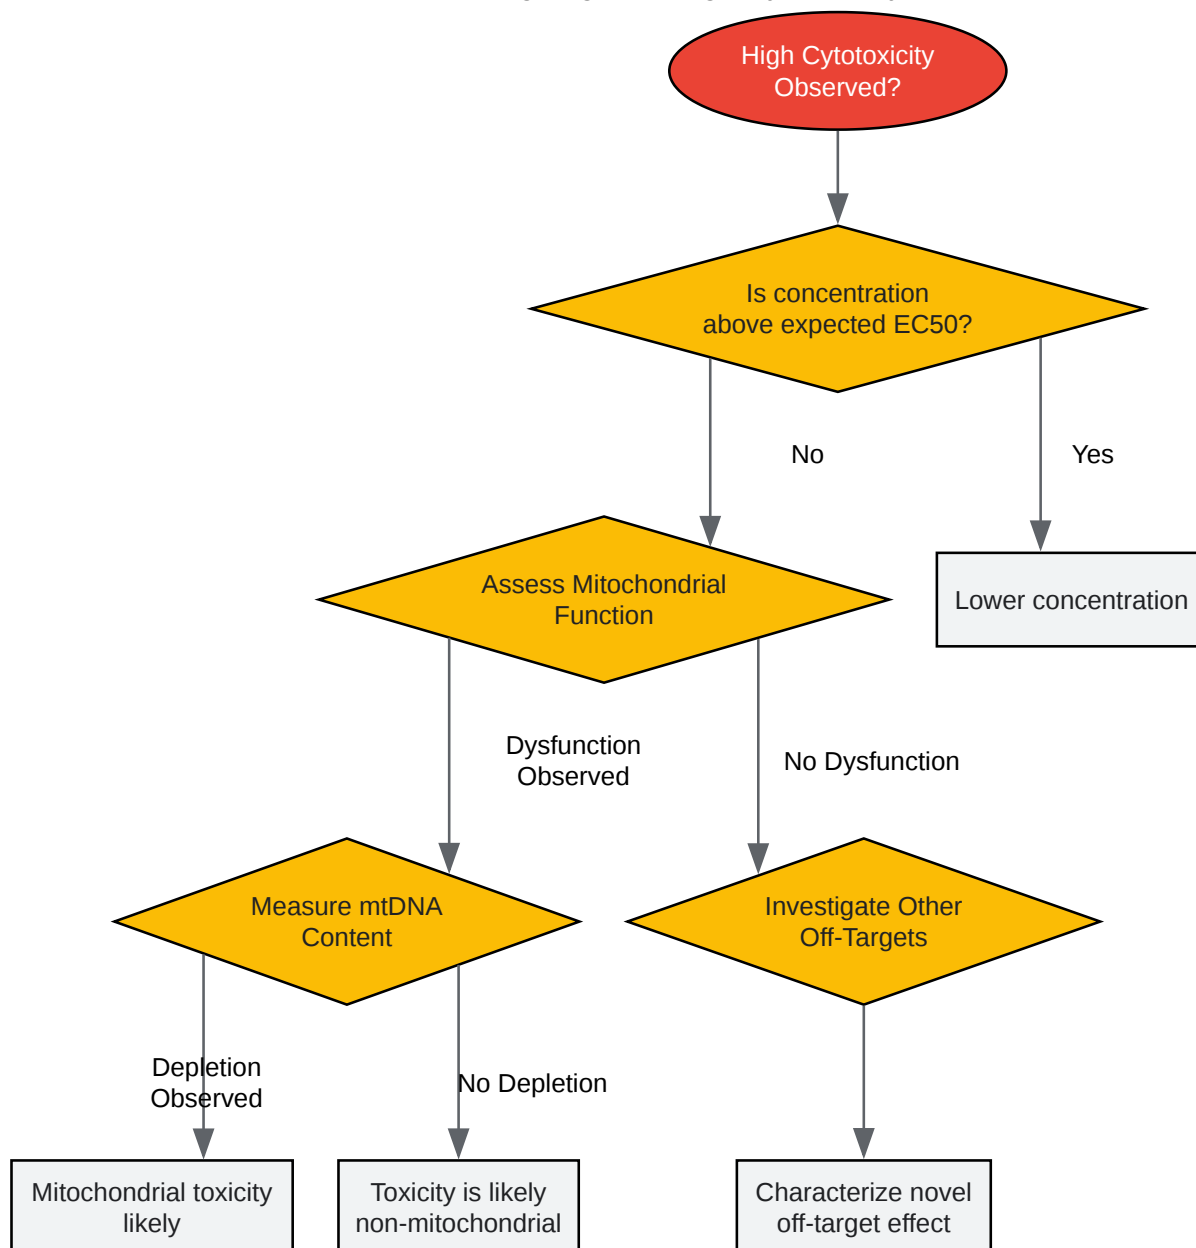 High Cytotoxicity
Observed?
Is concentration
above expected EC50?
No
Yes
Assess Mitochondrial
Function
Lower concentration
Dysfunction
Observed
No Dysfunction
Measure mtDNA
Content
Investigate Other
Off-Targets
Depletion
Observed
No Depletion
Mitochondrial toxicity
likely
Toxicity is likely
non-mitochondrial
Characterize novel
off-target effect